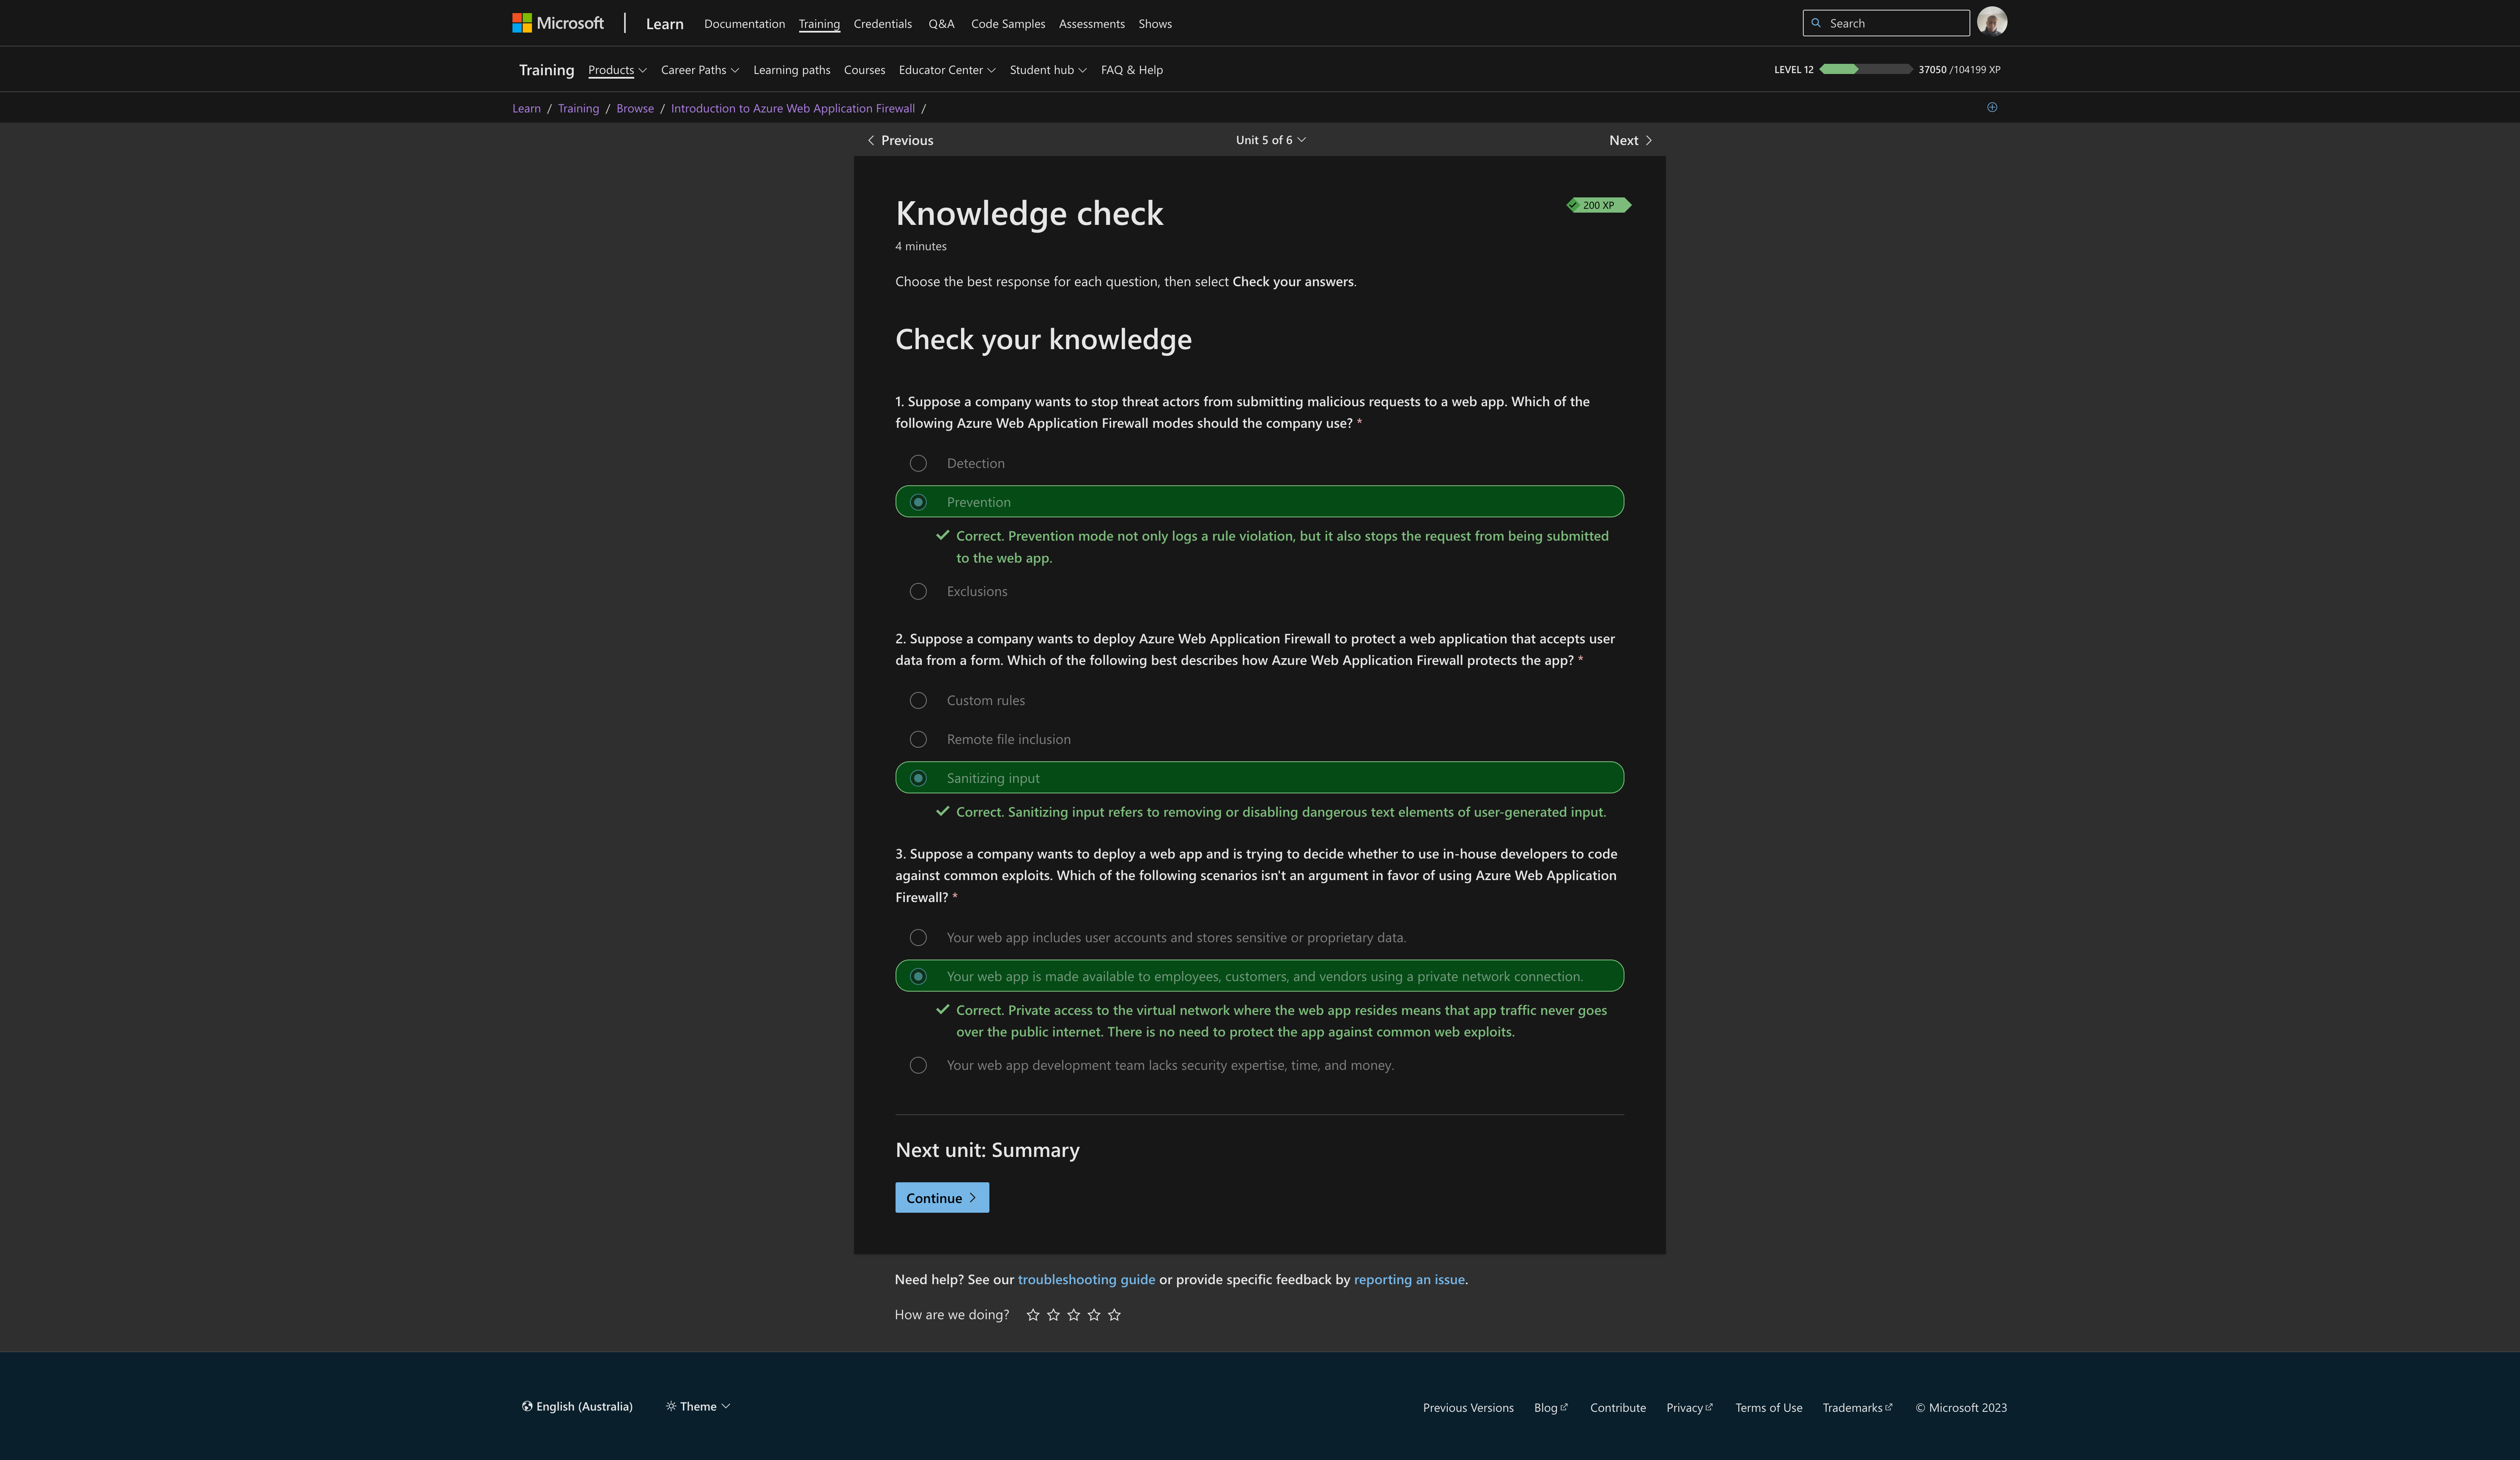 Microsoft Learn Documentation Training Credentials Q&A Code Samples Assessments Shows Search
Training Products Career Paths Learning paths Courses Educator Center Student hub FAQ & Help LEVEL 12 37050 /104199 XP
Learn / Training / Browse / Introduction to Azure Web Application Firewall /
Previous Unit 5 of 6 Next
Knowledge check
200 XP
4 minutes
Choose the best response for each question, then select Check your answers.
Check your knowledge
1. Suppose a company wants to stop threat actors from submitting malicious requests to a web app. Which of the
following Azure Web Application Firewall modes should the company use? *
Detection
Prevention
Correct. Prevention mode not only logs a rule violation, but it also stops the request from being submitted
to the web app.
Exclusions
2. Suppose a company wants to deploy Azure Web Application Firewall to protect a web application that accepts user
data from a form. Which of the following best describes how Azure Web Application Firewall protects the app? *
Custom rules
Remote file inclusion
Sanitizing input
Correct. Sanitizing input refers to removing or disabling dangerous text elements of user-generated input.
3. Suppose a company wants to deploy a web app and is trying to decide whether to use in-house developers to code
against common exploits. Which of the following scenarios isn't an argument in favor of using Azure Web Application
Firewall? *
Your web app includes user accounts and stores sensitive or proprietary data.
Your web app is made available to employees, customers, and vendors using a private network connection.
Correct. Private access to the virtual network where the web app resides means that app traffic never goes
over the public internet. There is no need to protect the app against common web exploits.
Your web app development team lacks security expertise, time, and money.
Next unit: Summary
Continue
Need help? See our troubleshooting guide or provide specific feedback by reporting an issue.
How are we doing?
English (Australia) Theme Previous Versions Blog Contribute Privacy Terms of Use Trademarks © Microsoft 2023